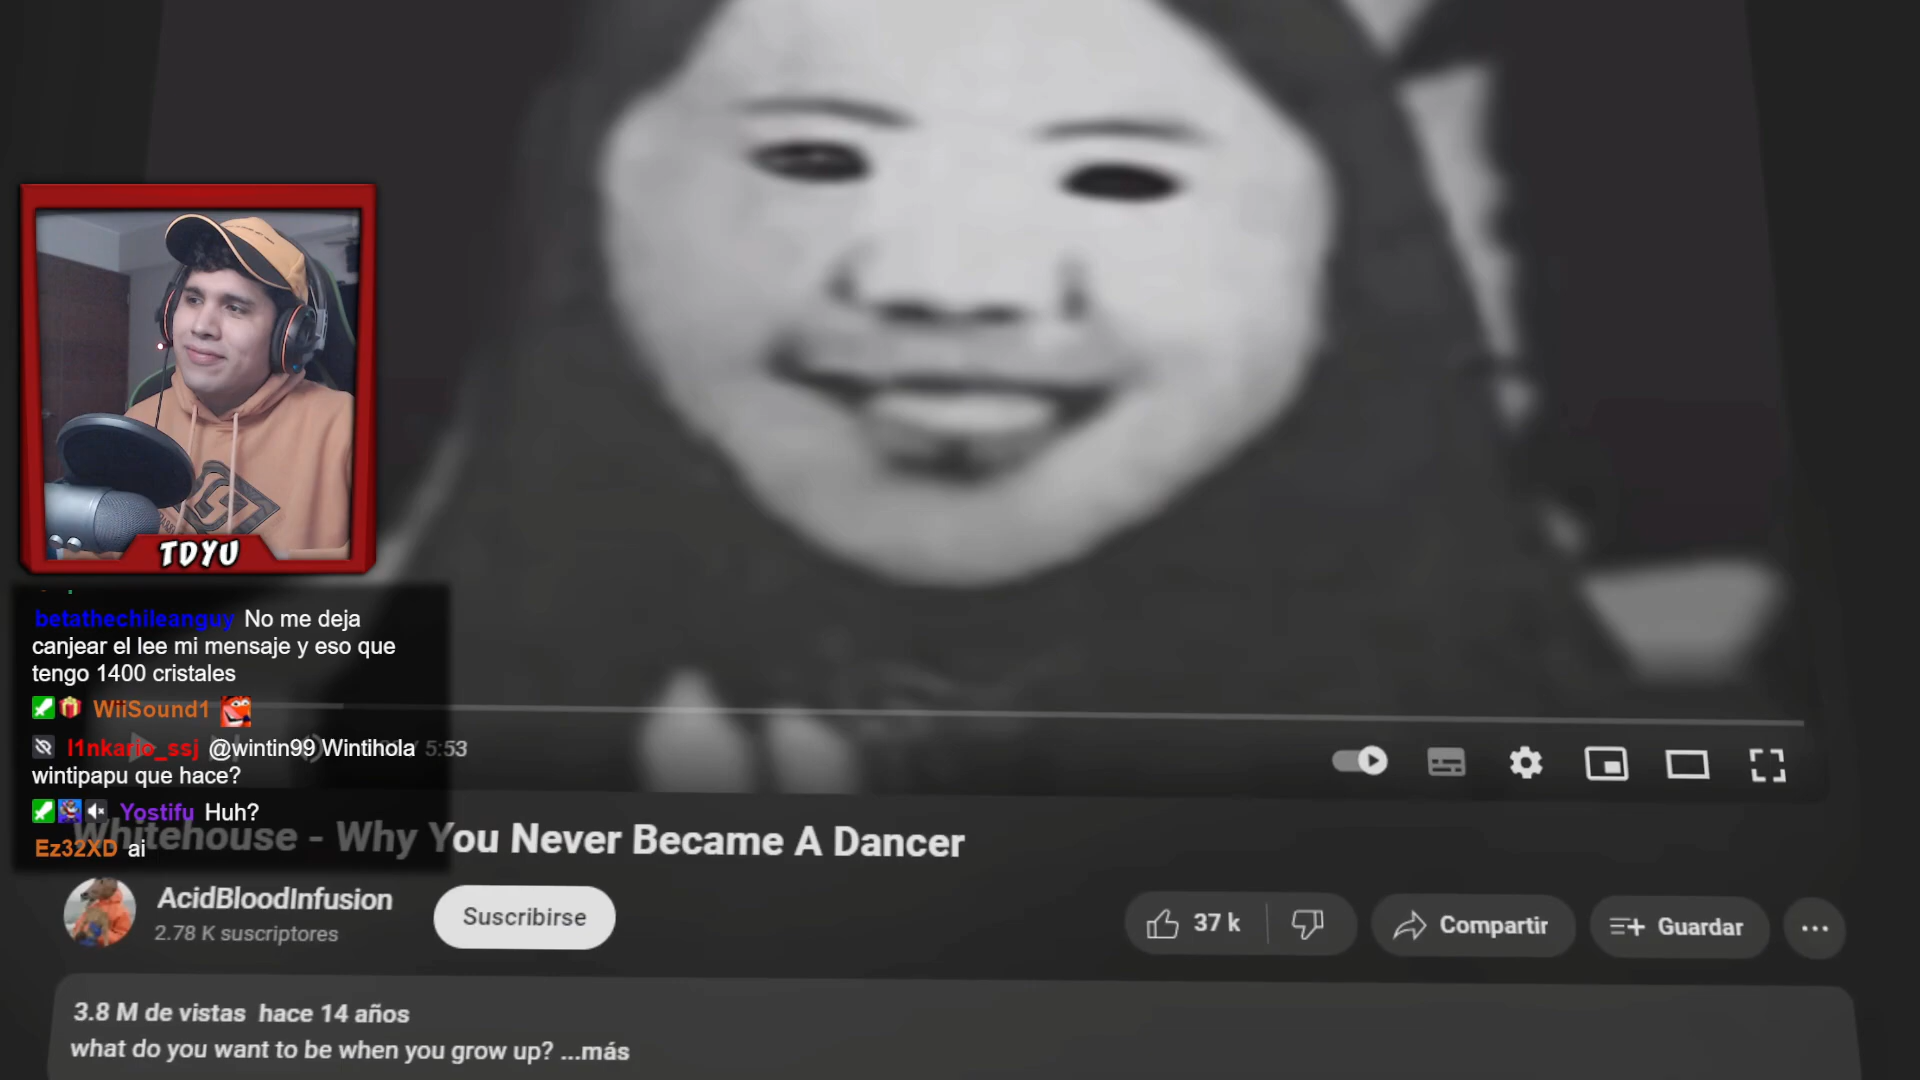 TDYU
betathechileanguy No me deja
canjear el lee mi mensaje y eso que
tengo 1400 cristales
WiiSound1
l1nkario_ssj @wintin99 Wintihola
wintipapu que hace?
Yostifu Huh?
Ez32XD ai
/ 5:53
Whitehouse - Why You Never Became A Dancer
AcidBloodInfusion
2.78 K suscriptores
Suscribirse
37 k
Compartir
Guardar
3.8 M de vistas hace 14 años
what do you want to be when you grow up? ...más